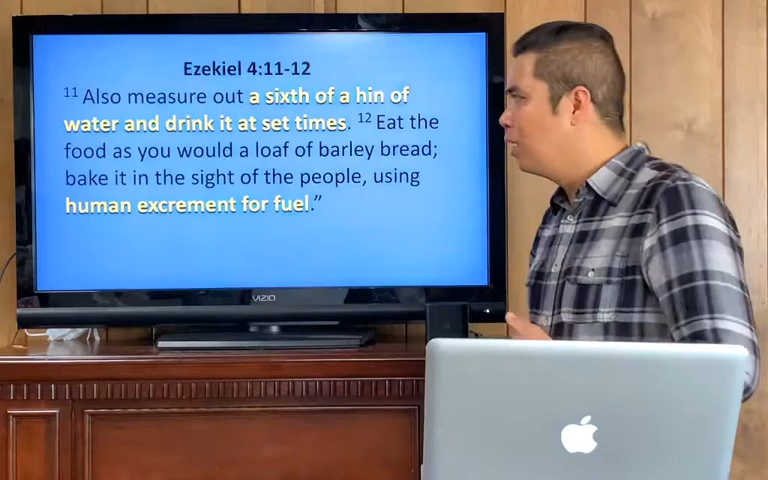 Ezekiel 4:11-12
11 Also measure out a sixth of a hin of
water and drink it at set times. 12 Eat the
food as you would a loaf of barley bread;
bake it in the sight of the people, using
human excrement for fuel.”
VIZIO